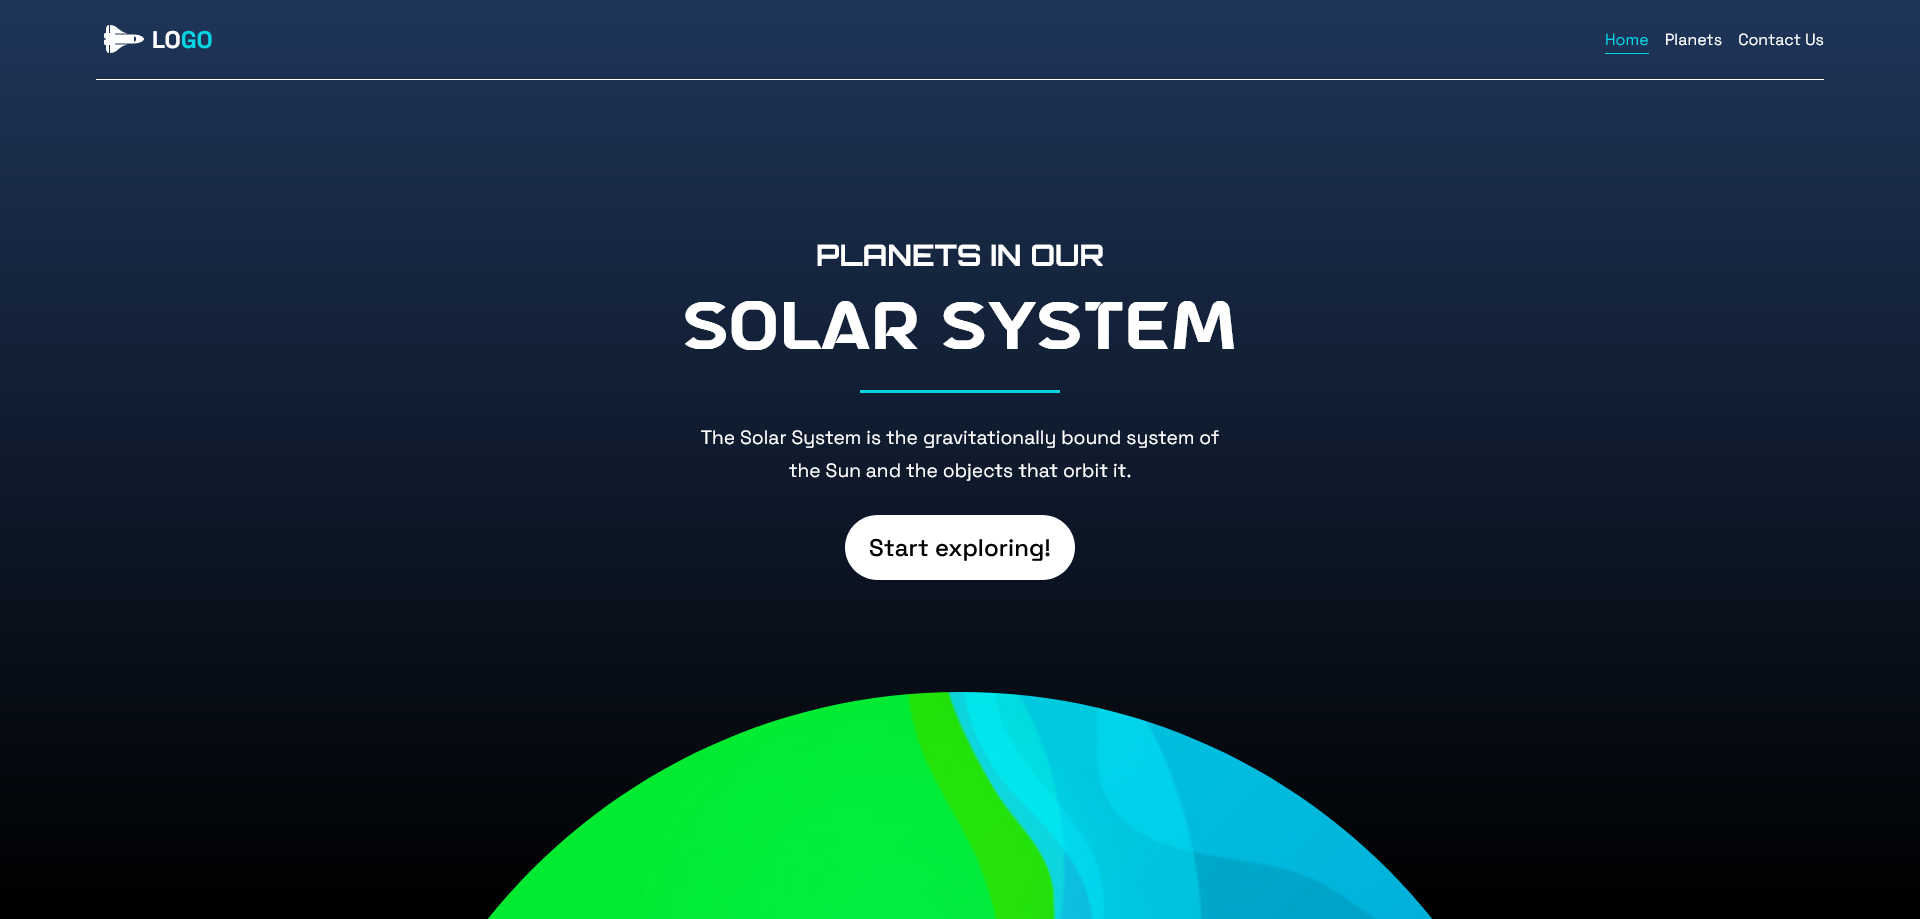 LOGO
Home Planets Contact Us
PLANETS IN OUR
SOLAR SYSTEM
The Solar System is the gravitationally bound system of
the Sun and the objects that orbit it.
Start exploring!